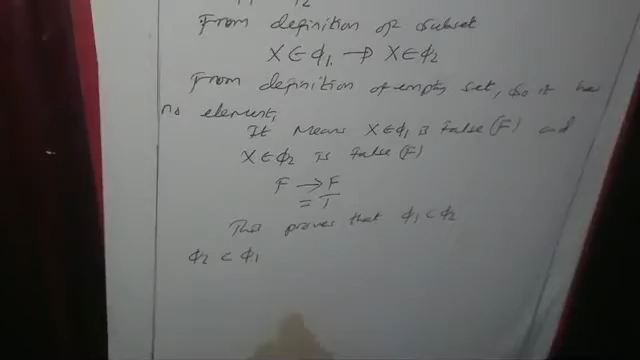 From definition of subset
X ∈ ϕ₁ → X ∈ ϕ₂
From definition of empty set, so it has
no element,
It Means X∈ϕ₁ is False (F) and
X∈ϕ₂ is False (F)
F → F
= T
This proves that ϕ₁ ⊂ ϕ₂
ϕ₂ ⊂ ϕ₁